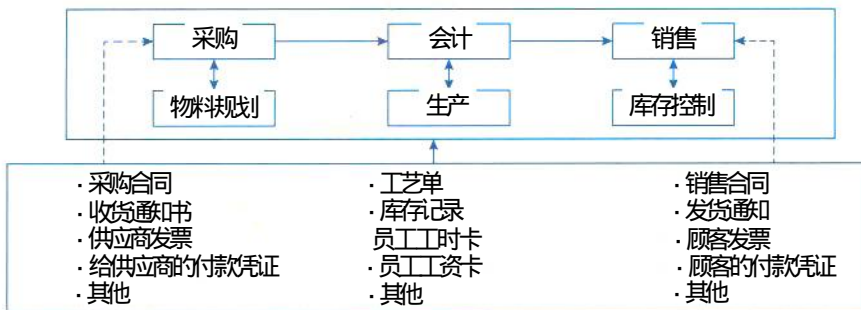 采购 会计 销售
物料规划 生产 库存控制
·采购合同 ·工艺单 ·销售合同
·收货通知书 ·库存记录 ·发货通知
·供应商发票 员工工时卡 ·顾客发票
·给供应商的付款凭证 ·员工工资卡 ·顾客的付款凭证
·其他 ·其他 ·其他